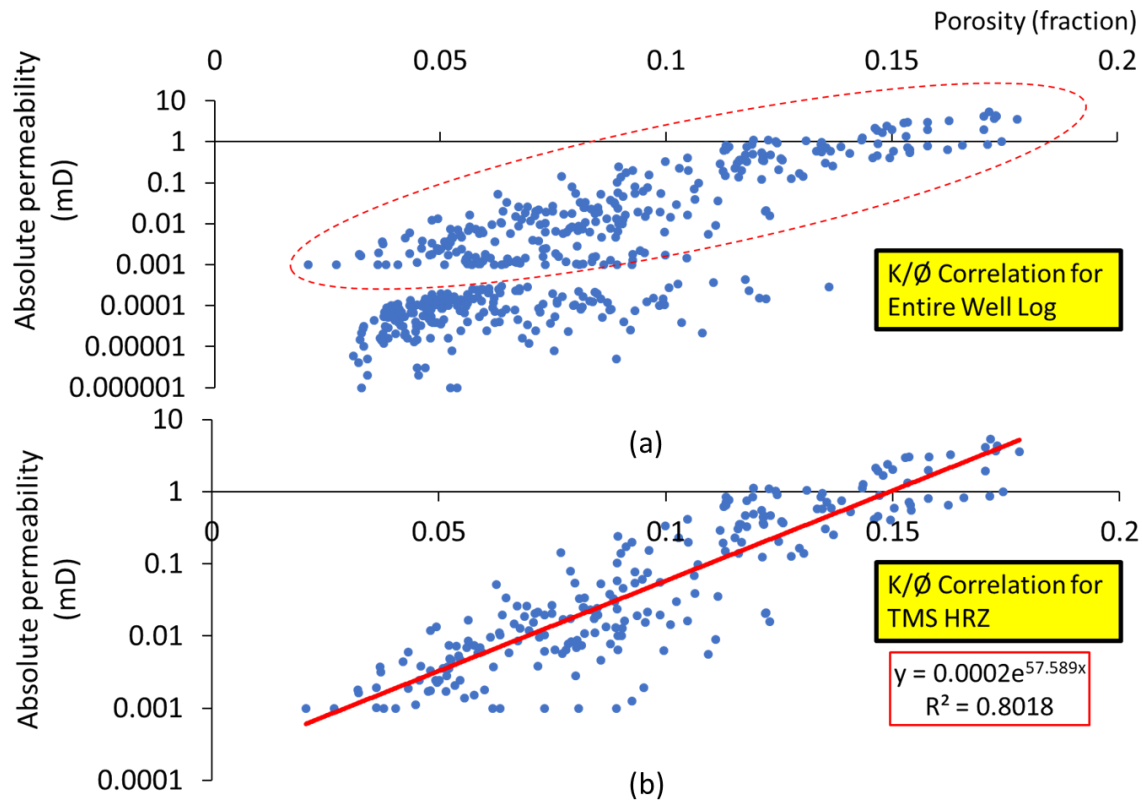 Porosity (fraction)
0 0.05 0.1 0.15 0.2
Absolute permeability
(mD)
10
1
0.1
0.01
0.001
0.0001
0.00001
0.000001
K/Ø Correlation for
Entire Well Log
(a)
Absolute permeability
(mD)
10
1
0.1
0.01
0.001
0.0001
0 0.05 0.1 0.15 0.2
K/Ø Correlation for
TMS HRZ
y = 0.0002e^57.589x
R² = 0.8018
(b)